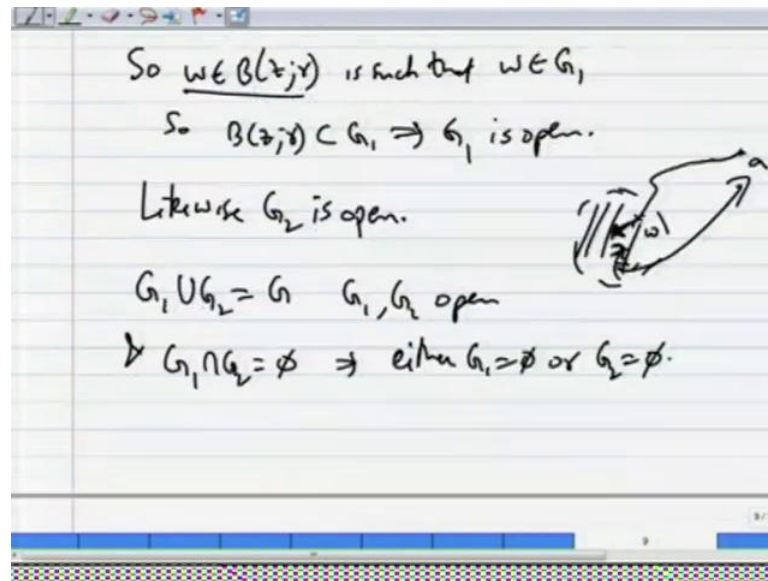 So w ∈ B(z;r) is such that w ∈ G₁
So B(z;r) ⊂ G₁ ⇒ G₁ is open.
Likewise G₂ is open.
G₁ ∪ G₂ = G G₁, G₂ open
& G₁ ∩ G₂ = ϕ ⇒ either G₁ = ϕ or G₂ = ϕ.
a
w
z
9